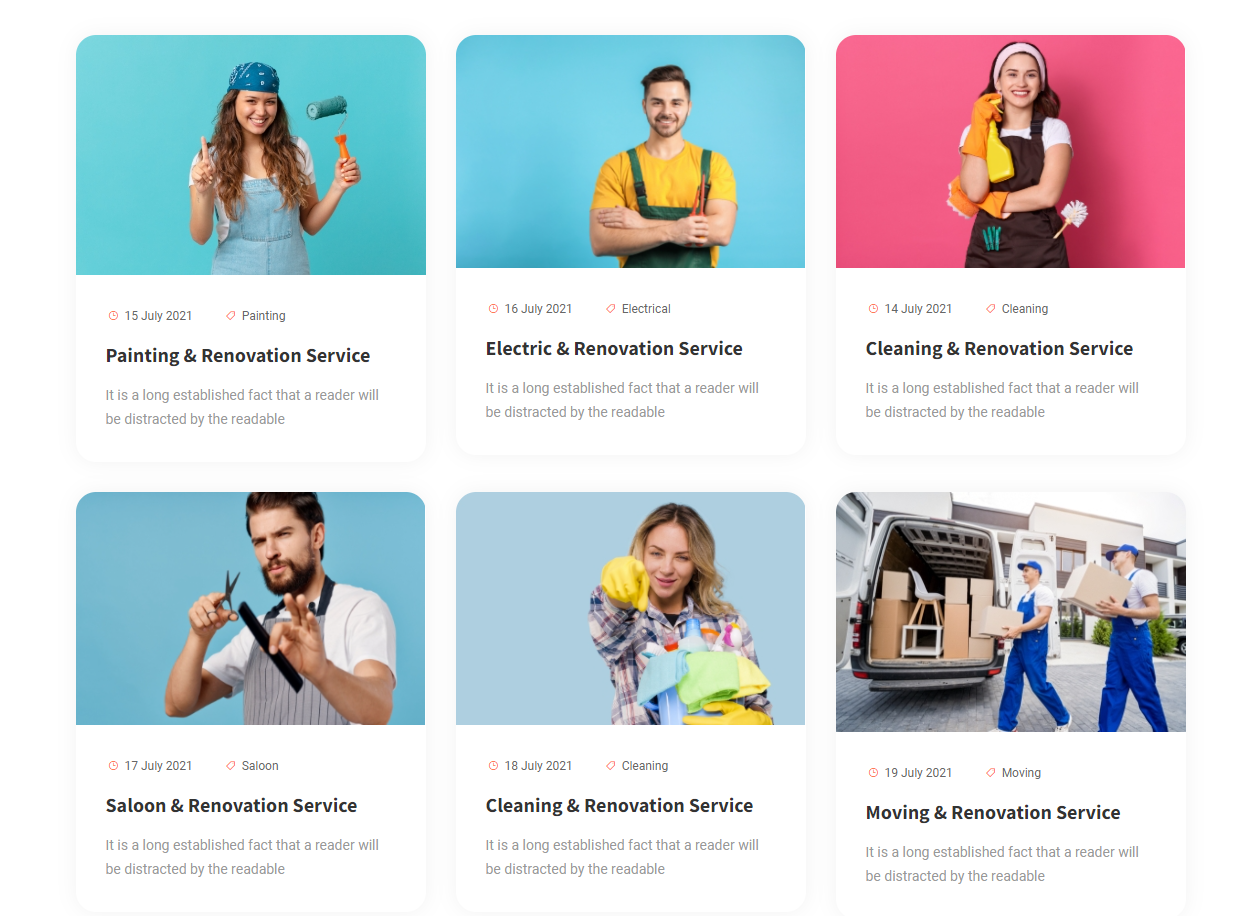 15 July 2021 Painting
Painting & Renovation Service
It is a long established fact that a reader will
be distracted by the readable
16 July 2021 Electrical
Electric & Renovation Service
It is a long established fact that a reader will
be distracted by the readable
14 July 2021 Cleaning
Cleaning & Renovation Service
It is a long established fact that a reader will
be distracted by the readable
17 July 2021 Saloon
Saloon & Renovation Service
It is a long established fact that a reader will
be distracted by the readable
18 July 2021 Cleaning
Cleaning & Renovation Service
It is a long established fact that a reader will
be distracted by the readable
19 July 2021 Moving
Moving & Renovation Service
It is a long established fact that a reader will
be distracted by the readable